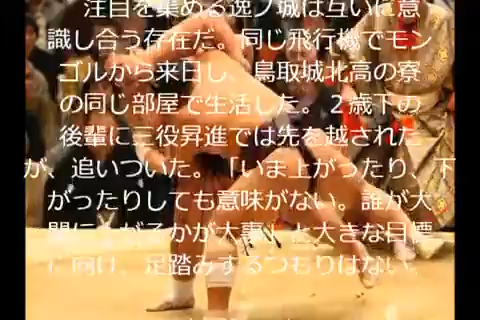 注目を集める逸ノ城は互いに意
識し合う存在だ。同じ飛行機でモン
ゴルから来日し、鳥取城北高の寮
の同じ部屋で生活した。２歳下の
後輩に三役昇進では先を越された
が、追いついた。「いま上がったり、下
がったりしても意味がない。誰が大
関に上がるかが大事」と大きな目標
に向け、足踏みするつもりはない。